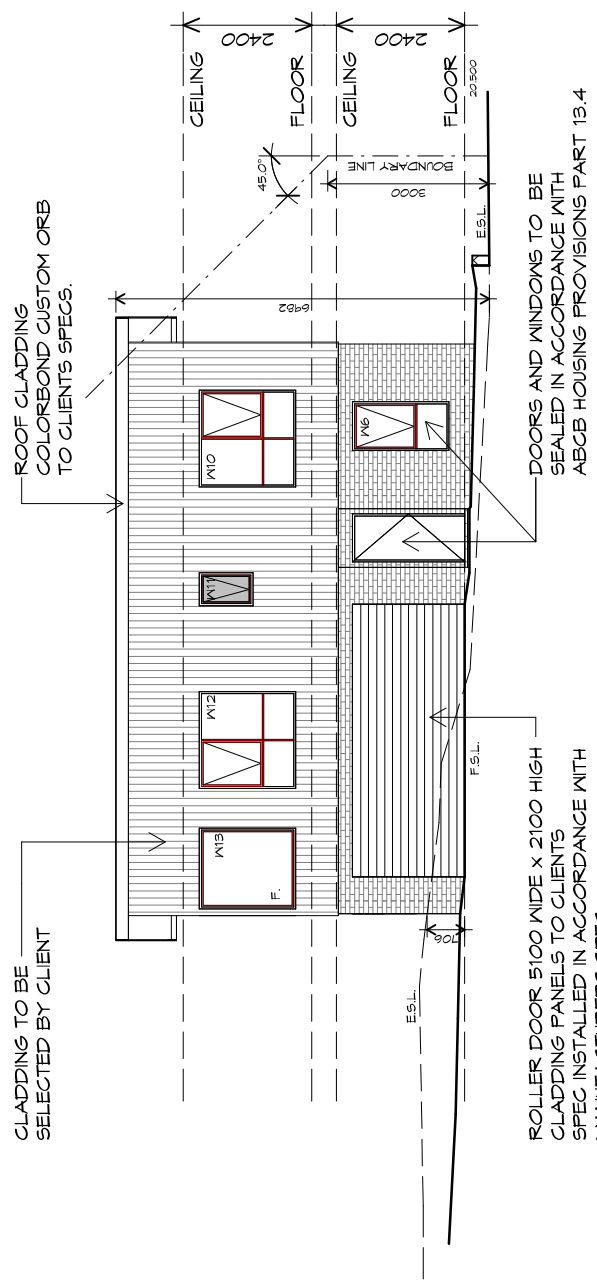 CLADDING TO BE
SELECTED BY CLIENT
ROOF CLADDING
COLORBOND CUSTOM ORB
TO CLIENTS SPECS.
45.0°
BOUNDARY LINE
3000
6982
CEILING
2400
FLOOR
CEILING
2400
FLOOR
20.500
W13
F.
W12
W11
W10
W6
E.S.L.
706
F.S.L.
E.S.L.
ROLLER DOOR 5100 WIDE x 2100 HIGH
CLADDING PANELS TO CLIENTS
SPEC INSTALLED IN ACCORDANCE WITH
DOORS AND WINDOWS TO BE
SEALED IN ACCORDANCE WITH
ABCB HOUSING PROVISIONS PART 13.4